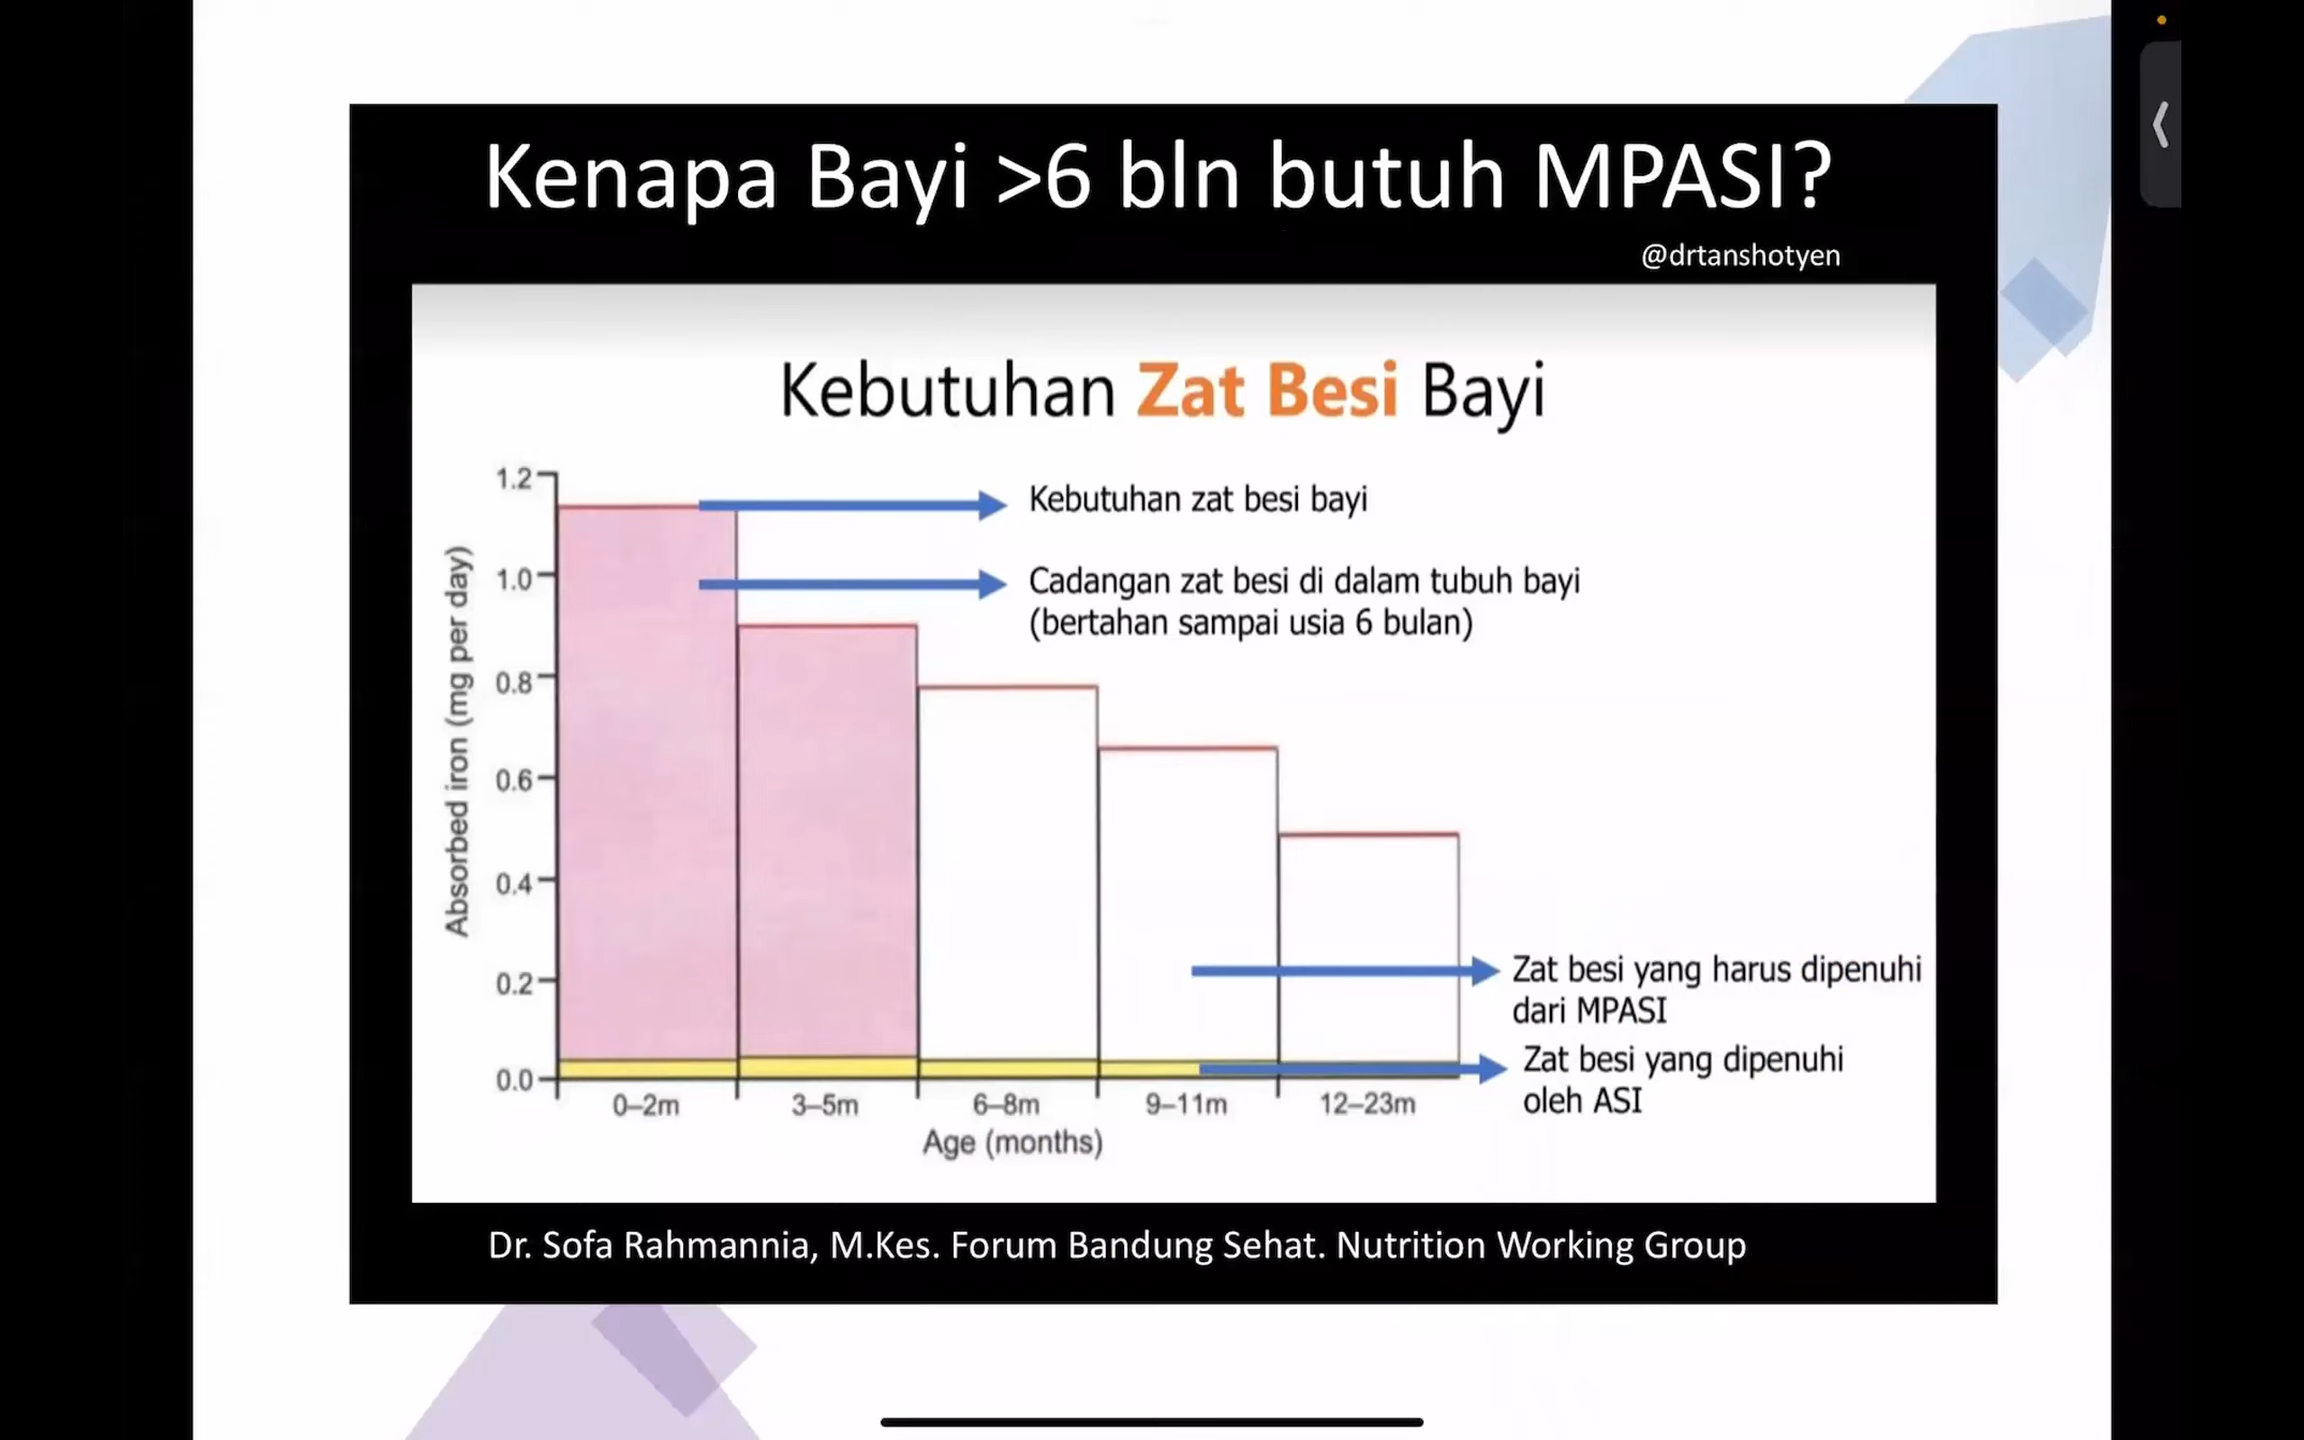 Kenapa Bayi >6 bln butuh MPASI?
@drtanshotyen
Kebutuhan Zat Besi Bayi
Kebutuhan zat besi bayi
Cadangan zat besi di dalam tubuh bayi
(bertahan sampai usia 6 bulan)
Absorbed iron (mg per day)
1.2
1.0
0.8
0.6
0.4
0.2
0.0
Zat besi yang harus dipenuhi
dari MPASI
Zat besi yang dipenuhi
oleh ASI
0–2m 3–5m 6–8m 9–11m 12–23m
Age (months)
Dr. Sofa Rahmannia, M.Kes. Forum Bandung Sehat. Nutrition Working Group